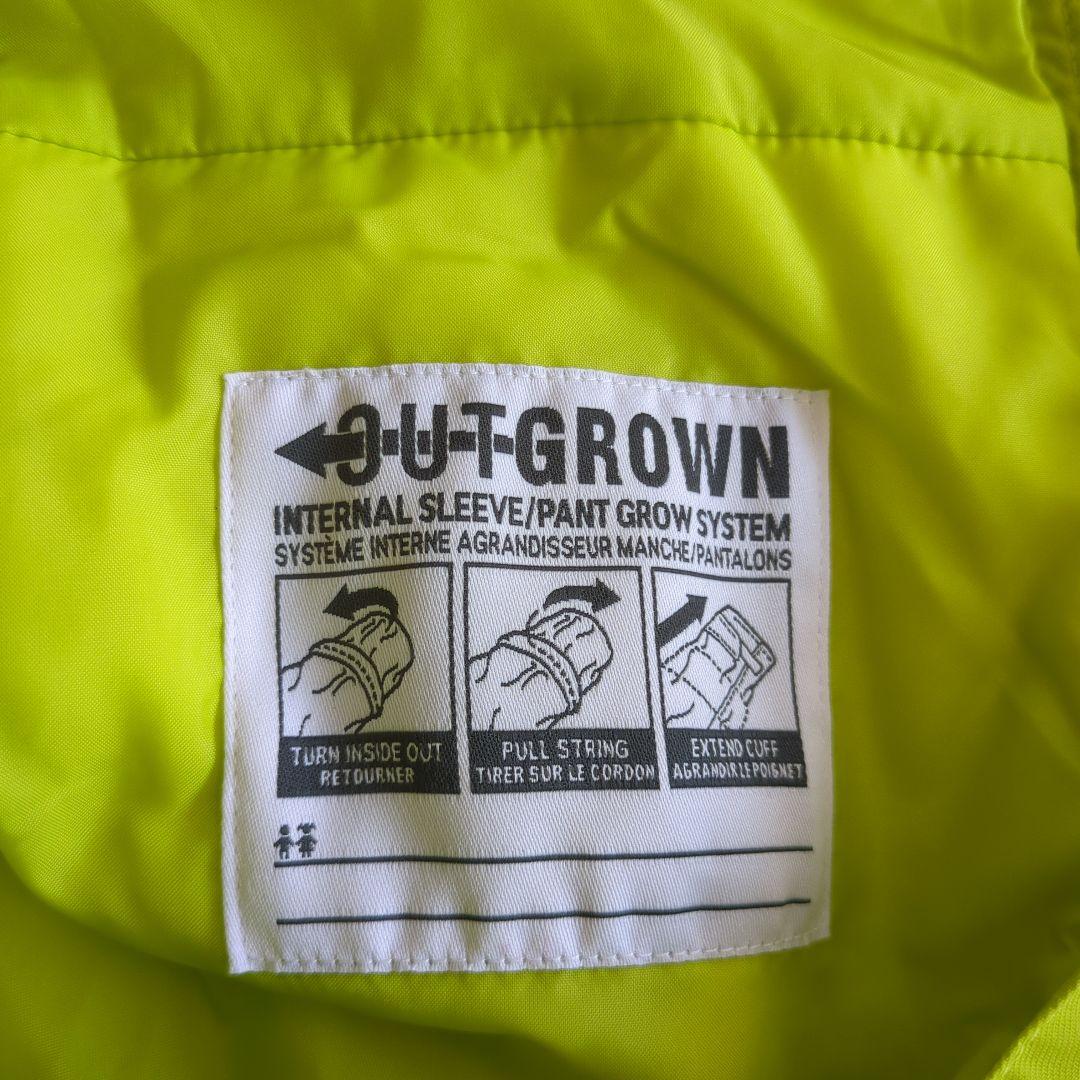 OUTGROWN
INTERNAL SLEEVE/PANT GROW SYSTEM
SYSTÈME INTERNE AGRANDISSEUR MANCHE/PANTALONS
TURN INSIDE OUT
RETOURNER
PULL STRING
TIRER SUR LE CORDON
EXTEND CUFF
AGRANDIR LE POIGNET